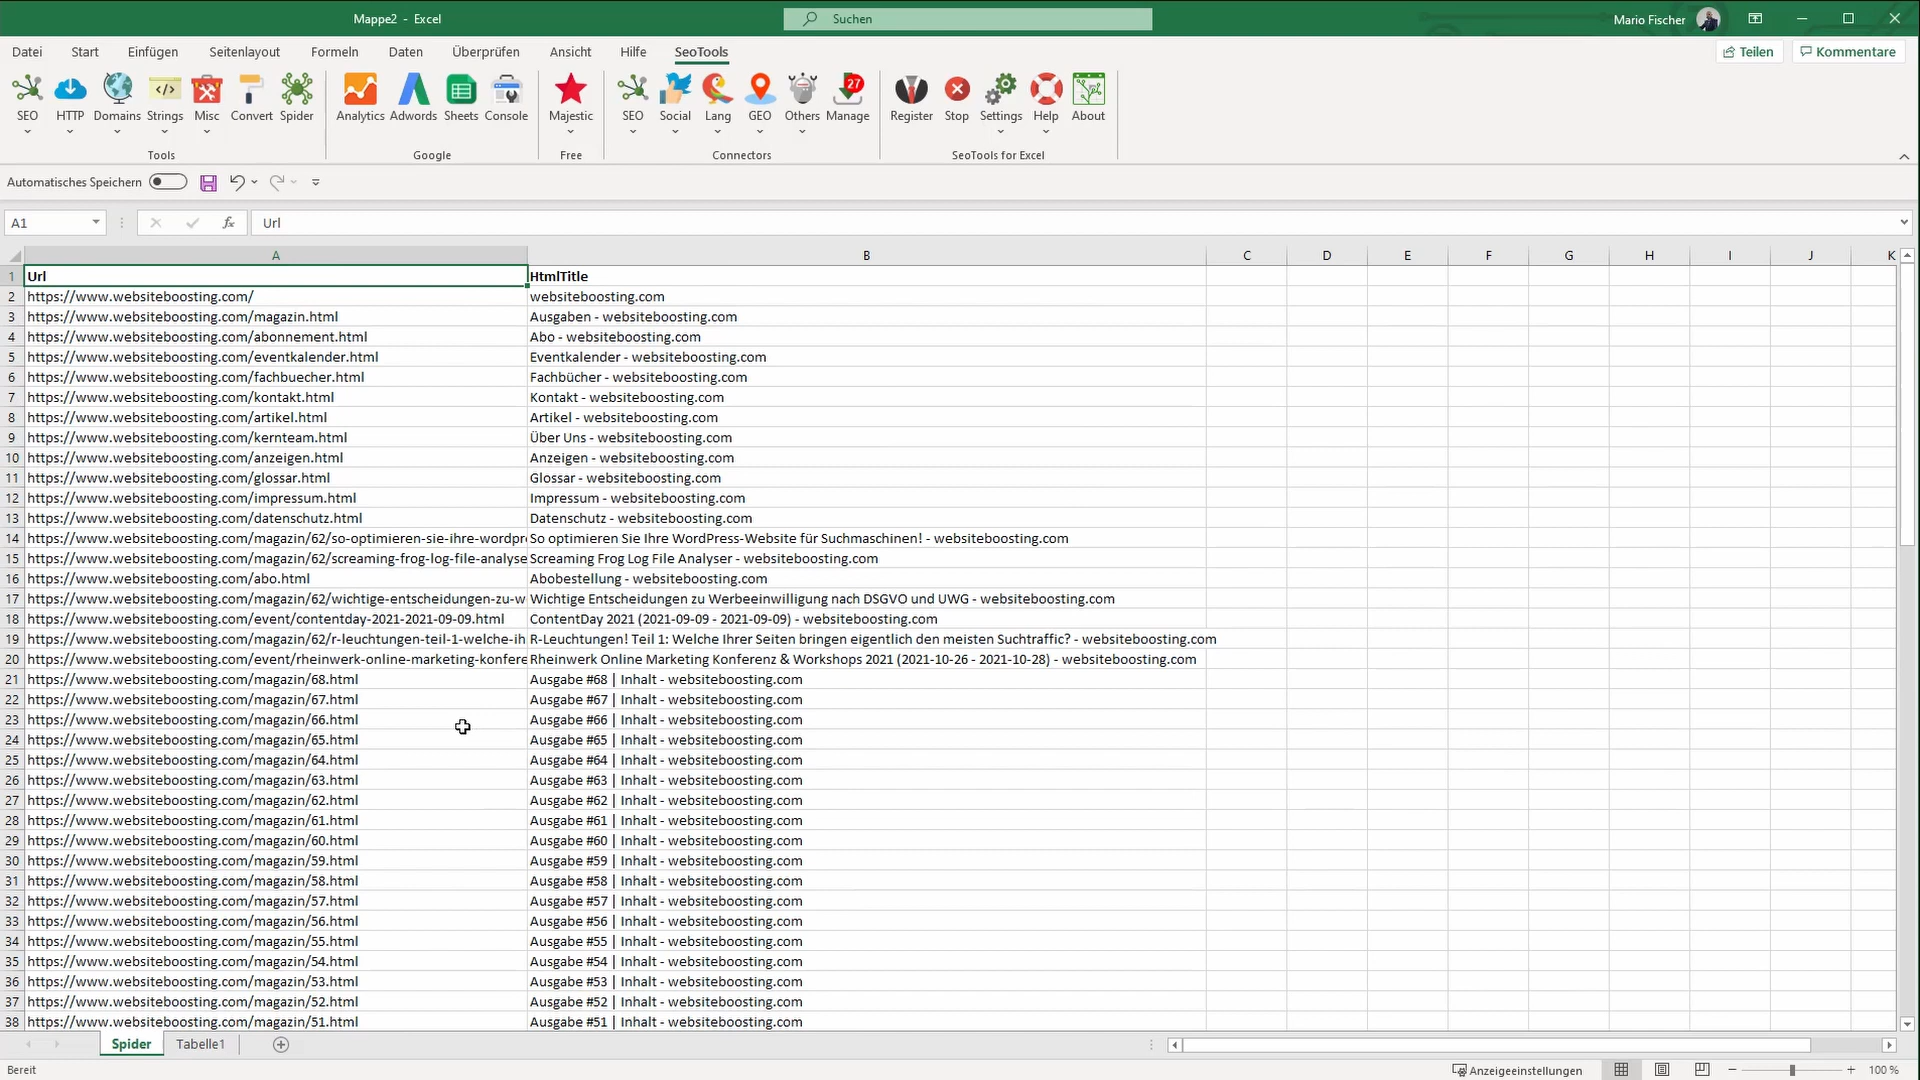 Mappe2 - Excel
Suchen
Mario Fischer
Datei Start Einfügen Seitenlayout Formeln Daten Überprüfen Ansicht Hilfe SeoTools
Teilen Kommentare
27
SEO HTTP Domains Strings Misc Convert Spider Analytics Adwords Sheets Console Majestic SEO Social Lang GEO Others Manage Register Stop Settings Help About
Tools Google Free Connectors SeoTools for Excel
Automatisches Speichern
A1 fx Url
A B C D E F G H I J K
1 Url HtmlTitle
2 https://www.websiteboosting.com/ websiteboosting.com
3 https://www.websiteboosting.com/magazin.html Ausgaben - websiteboosting.com
4 https://www.websiteboosting.com/abonnement.html Abo - websiteboosting.com
5 https://www.websiteboosting.com/eventkalender.html Eventkalender - websiteboosting.com
6 https://www.websiteboosting.com/fachbuecher.html Fachbücher - websiteboosting.com
7 https://www.websiteboosting.com/kontakt.html Kontakt - websiteboosting.com
8 https://www.websiteboosting.com/artikel.html Artikel - websiteboosting.com
9 https://www.websiteboosting.com/kernteam.html Über Uns - websiteboosting.com
10 https://www.websiteboosting.com/anzeigen.html Anzeigen - websiteboosting.com
11 https://www.websiteboosting.com/glossar.html Glossar - websiteboosting.com
12 https://www.websiteboosting.com/impressum.html Impressum - websiteboosting.com
13 https://www.websiteboosting.com/datenschutz.html Datenschutz - websiteboosting.com
14 https://www.websiteboosting.com/magazin/62/so-optimieren-sie-ihre-wordpr So optimieren Sie Ihre WordPress-Website für Suchmaschinen! - websiteboosting.com
15 https://www.websiteboosting.com/magazin/62/screaming-frog-log-file-analyse Screaming Frog Log File Analyser - websiteboosting.com
16 https://www.websiteboosting.com/abo.html Abobestellung - websiteboosting.com
17 https://www.websiteboosting.com/magazin/62/wichtige-entscheidungen-zu-w Wichtige Entscheidungen zu Werbeeinwilligung nach DSGVO und UWG - websiteboosting.com
18 https://www.websiteboosting.com/event/contentday-2021-2021-09-09.html ContentDay 2021 (2021-09-09 - 2021-09-09) - websiteboosting.com
19 https://www.websiteboosting.com/magazin/62/r-leuchtungen-teil-1-welche-ih R-Leuchtungen! Teil 1: Welche Ihrer Seiten bringen eigentlich den meisten Suchtraffic? - websiteboosting.com
20 https://www.websiteboosting.com/event/rheinwerk-online-marketing-konfere Rheinwerk Online Marketing Konferenz & Workshops 2021 (2021-10-26 - 2021-10-28) - websiteboosting.com
21 https://www.websiteboosting.com/magazin/68.html Ausgabe #68 | Inhalt - websiteboosting.com
22 https://www.websiteboosting.com/magazin/67.html Ausgabe #67 | Inhalt - websiteboosting.com
23 https://www.websiteboosting.com/magazin/66.html Ausgabe #66 | Inhalt - websiteboosting.com
24 https://www.websiteboosting.com/magazin/65.html Ausgabe #65 | Inhalt - websiteboosting.com
25 https://www.websiteboosting.com/magazin/64.html Ausgabe #64 | Inhalt - websiteboosting.com
26 https://www.websiteboosting.com/magazin/63.html Ausgabe #63 | Inhalt - websiteboosting.com
27 https://www.websiteboosting.com/magazin/62.html Ausgabe #62 | Inhalt - websiteboosting.com
28 https://www.websiteboosting.com/magazin/61.html Ausgabe #61 | Inhalt - websiteboosting.com
29 https://www.websiteboosting.com/magazin/60.html Ausgabe #60 | Inhalt - websiteboosting.com
30 https://www.websiteboosting.com/magazin/59.html Ausgabe #59 | Inhalt - websiteboosting.com
31 https://www.websiteboosting.com/magazin/58.html Ausgabe #58 | Inhalt - websiteboosting.com
32 https://www.websiteboosting.com/magazin/57.html Ausgabe #57 | Inhalt - websiteboosting.com
33 https://www.websiteboosting.com/magazin/56.html Ausgabe #56 | Inhalt - websiteboosting.com
34 https://www.websiteboosting.com/magazin/55.html Ausgabe #55 | Inhalt - websiteboosting.com
35 https://www.websiteboosting.com/magazin/54.html Ausgabe #54 | Inhalt - websiteboosting.com
36 https://www.websiteboosting.com/magazin/53.html Ausgabe #53 | Inhalt - websiteboosting.com
37 https://www.websiteboosting.com/magazin/52.html Ausgabe #52 | Inhalt - websiteboosting.com
38 https://www.websiteboosting.com/magazin/51.html Ausgabe #51 | Inhalt - websiteboosting.com
Spider Tabelle1
Bereit Anzeigeeinstellungen 100 %